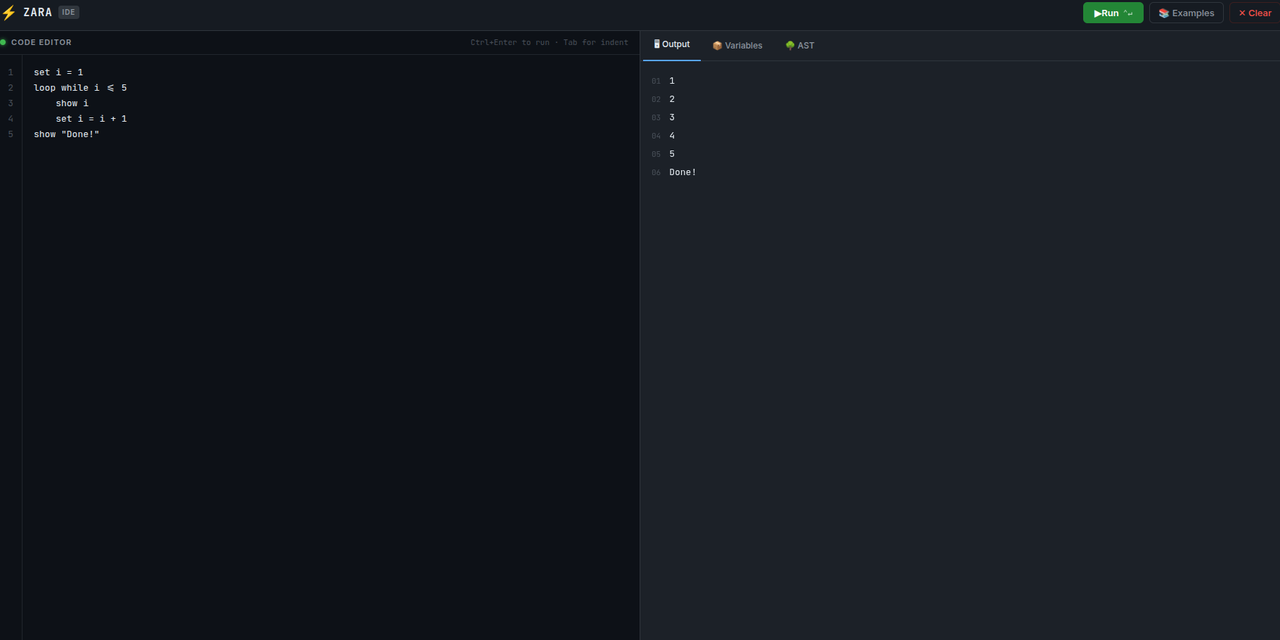 ⚡ ZARA IDE
▶Run ⌃↵ 📚 Examples ✕ Clear
CODE EDITOR Ctrl+Enter to run · Tab for indent
1 set i = 1
2 loop while i <= 5
3 show i
4 set i = i + 1
5 show "Done!"
🖥 Output 📦 Variables 🌳 AST
01 1
02 2
03 3
04 4
05 5
06 Done!